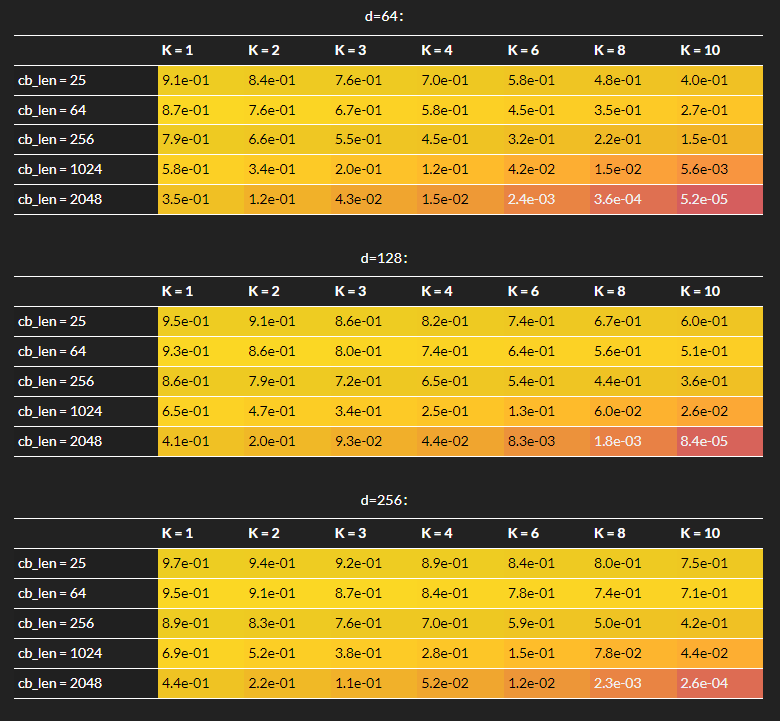 d=64:
K = 1 K = 2 K = 3 K = 4 K = 6 K = 8 K = 10
cb_len = 25 9.1e-01 8.4e-01 7.6e-01 7.0e-01 5.8e-01 4.8e-01 4.0e-01
cb_len = 64 8.7e-01 7.6e-01 6.7e-01 5.8e-01 4.5e-01 3.5e-01 2.7e-01
cb_len = 256 7.9e-01 6.6e-01 5.5e-01 4.5e-01 3.2e-01 2.2e-01 1.5e-01
cb_len = 1024 5.8e-01 3.4e-01 2.0e-01 1.2e-01 4.2e-02 1.5e-02 5.6e-03
cb_len = 2048 3.5e-01 1.2e-01 4.3e-02 1.5e-02 2.4e-03 3.6e-04 5.2e-05
d=128:
K = 1 K = 2 K = 3 K = 4 K = 6 K = 8 K = 10
cb_len = 25 9.5e-01 9.1e-01 8.6e-01 8.2e-01 7.4e-01 6.7e-01 6.0e-01
cb_len = 64 9.3e-01 8.6e-01 8.0e-01 7.4e-01 6.4e-01 5.6e-01 5.1e-01
cb_len = 256 8.6e-01 7.9e-01 7.2e-01 6.5e-01 5.4e-01 4.4e-01 3.6e-01
cb_len = 1024 6.5e-01 4.7e-01 3.4e-01 2.5e-01 1.3e-01 6.0e-02 2.6e-02
cb_len = 2048 4.1e-01 2.0e-01 9.3e-02 4.4e-02 8.3e-03 1.8e-03 8.4e-05
d=256:
K = 1 K = 2 K = 3 K = 4 K = 6 K = 8 K = 10
cb_len = 25 9.7e-01 9.4e-01 9.2e-01 8.9e-01 8.4e-01 8.0e-01 7.5e-01
cb_len = 64 9.5e-01 9.1e-01 8.7e-01 8.4e-01 7.8e-01 7.4e-01 7.1e-01
cb_len = 256 8.9e-01 8.3e-01 7.6e-01 7.0e-01 5.9e-01 5.0e-01 4.2e-01
cb_len = 1024 6.9e-01 5.2e-01 3.8e-01 2.8e-01 1.5e-01 7.8e-02 4.4e-02
cb_len = 2048 4.4e-01 2.2e-01 1.1e-01 5.2e-02 1.2e-02 2.3e-03 2.6e-04